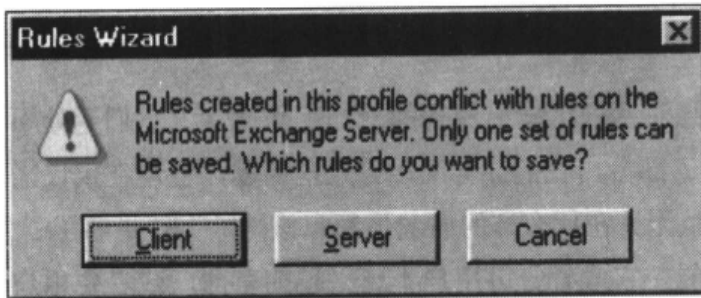 Rules Wizard
Rules created in this profile conflict with rules on the
Microsoft Exchange Server. Only one set of rules can
be saved. Which rules do you want to save?
Client
Server
Cancel